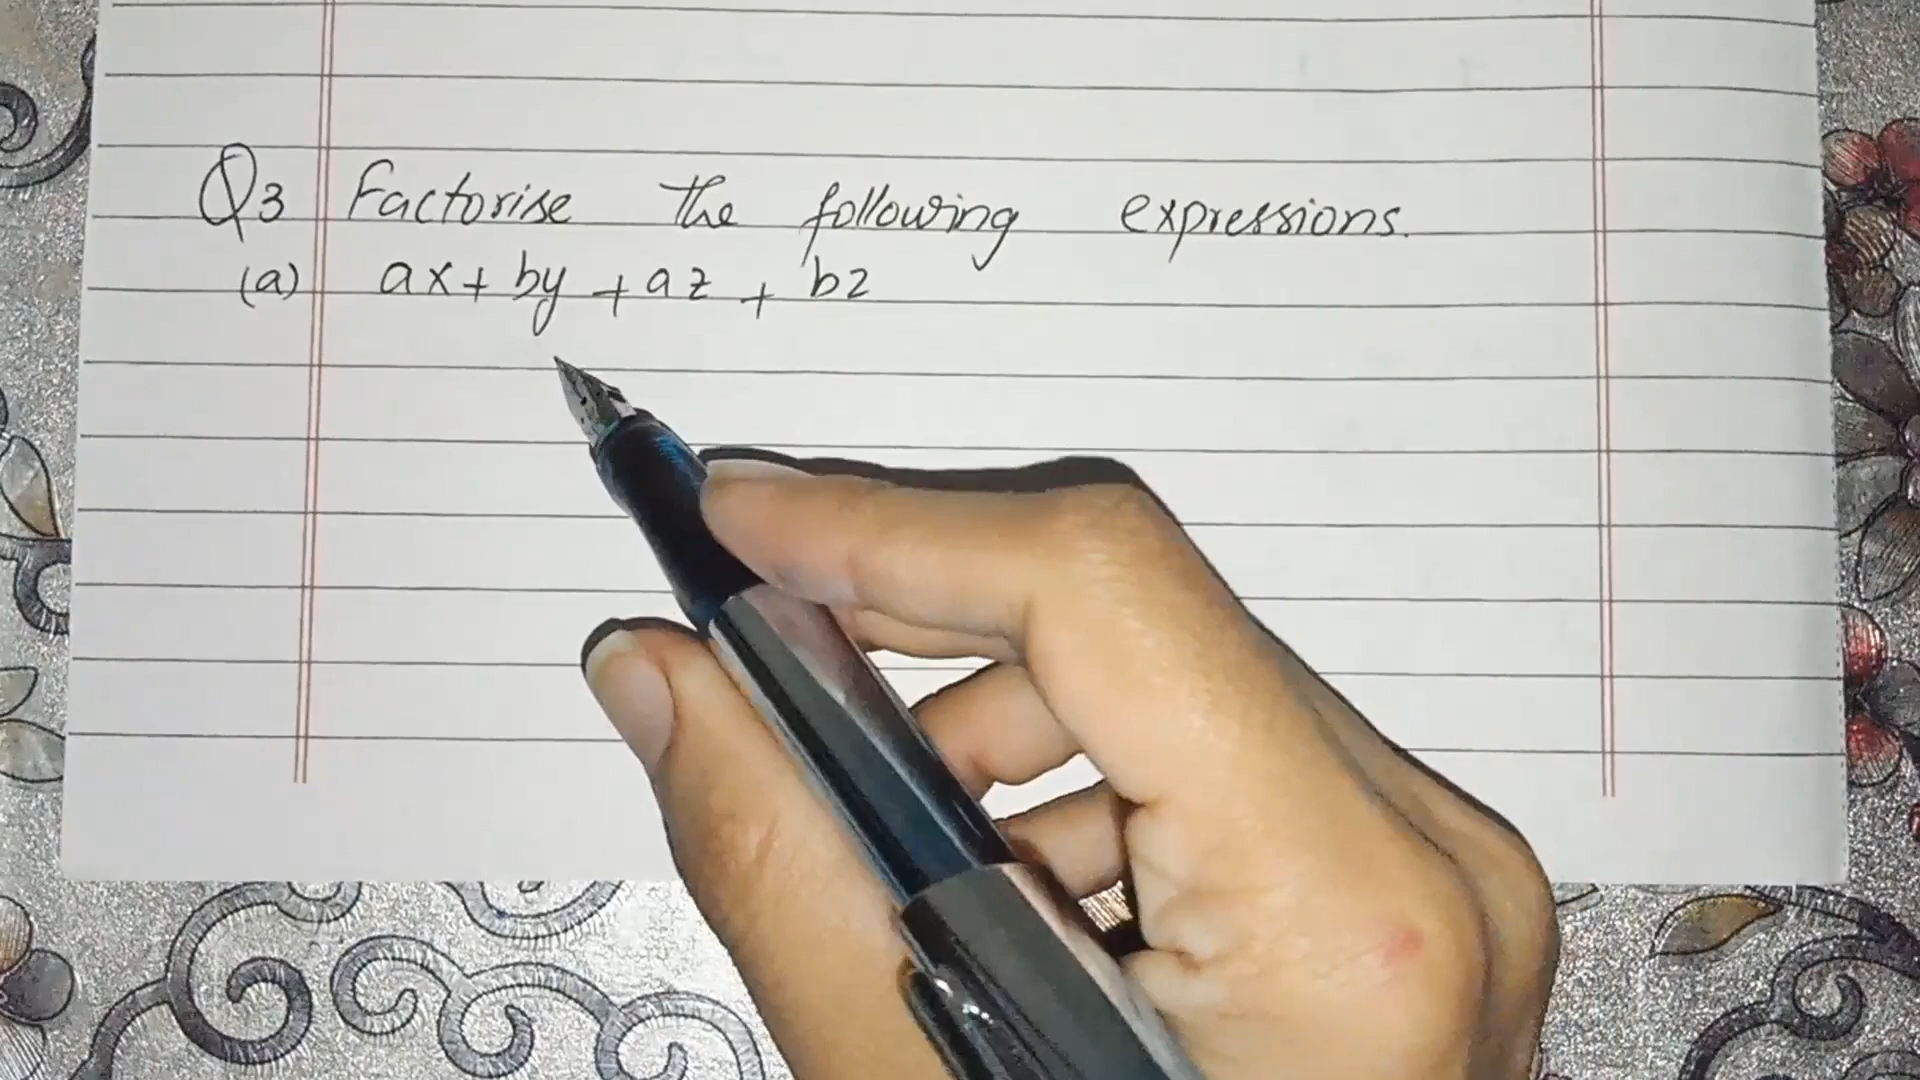 Q3 Factorise the following expressions.
(a) ax + by + az + bz